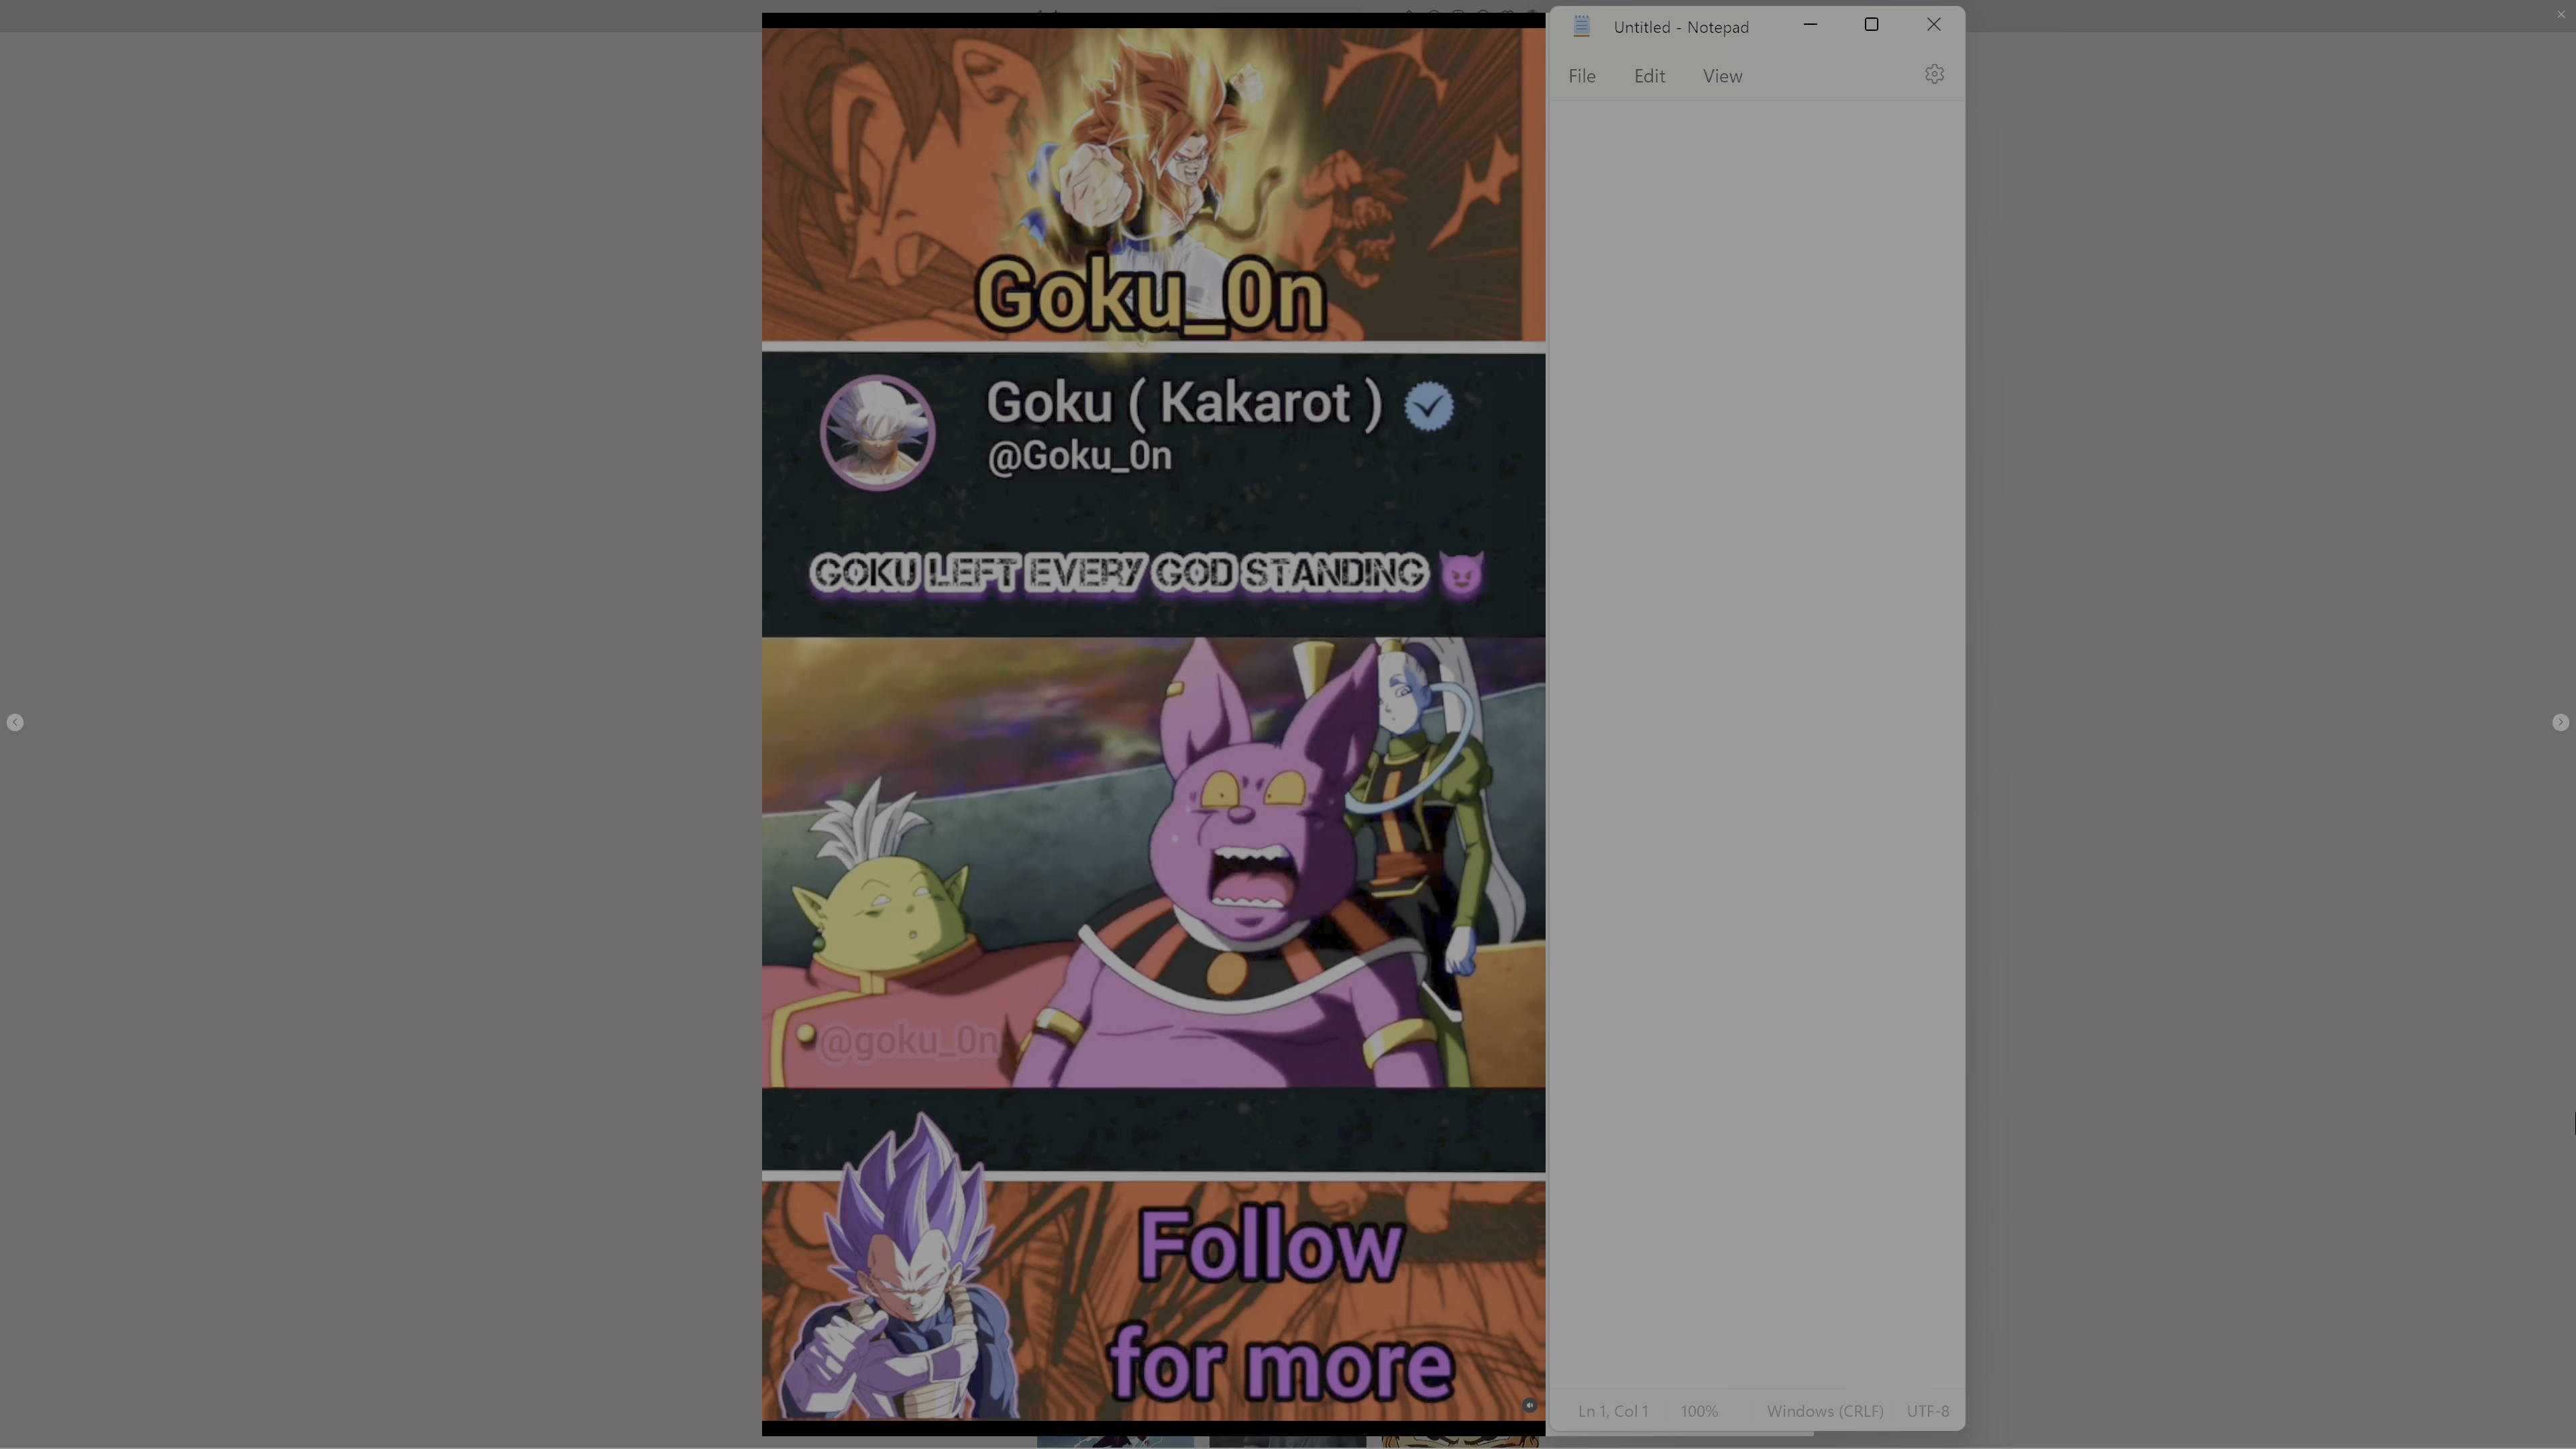 Untitled - Notepad
File Edit View
Goku_0n
Goku ( Kakarot )
@Goku_0n
GOKU LEFT EVERY GOD STANDING 😈
@goku_0n
Follow
for more
Ln 1, Col 1 100% Windows (CRLF) UTF-8